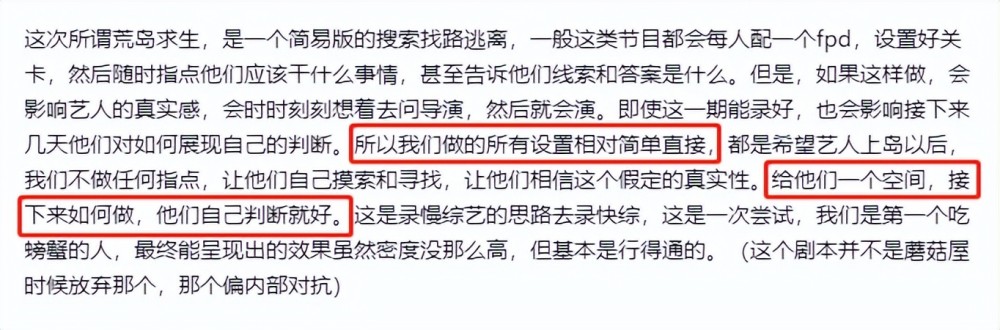 这次所谓荒岛求生，是一个简易版的搜索找路逃离，一般这类节目都会每人配一个fpd，设置好关
卡，然后随时指点他们应该干什么事情，甚至告诉他们线索和答案是什么。但是，如果这样做，会
影响艺人的真实感，会时时刻刻想着去问导演，然后就会演。即使这一期能录好，也会影响接下来
几天他们对如何展现自己的判断。所以我们做的所有设置相对简单直接，都是希望艺人上岛以后，
我们不做任何指点，让他们自己摸索和寻找，让他们相信这个假定的真实性。给他们一个空间，接
下来如何做，他们自己判断就好。这是录慢综艺的思路去录快综，这是一次尝试，我们是第一个吃
螃蟹的人，最终能呈现出的效果虽然密度没那么高，但基本是行得通的。（这个剧本并不是蘑菇屋
时候放弃那个，那个偏内部对抗）